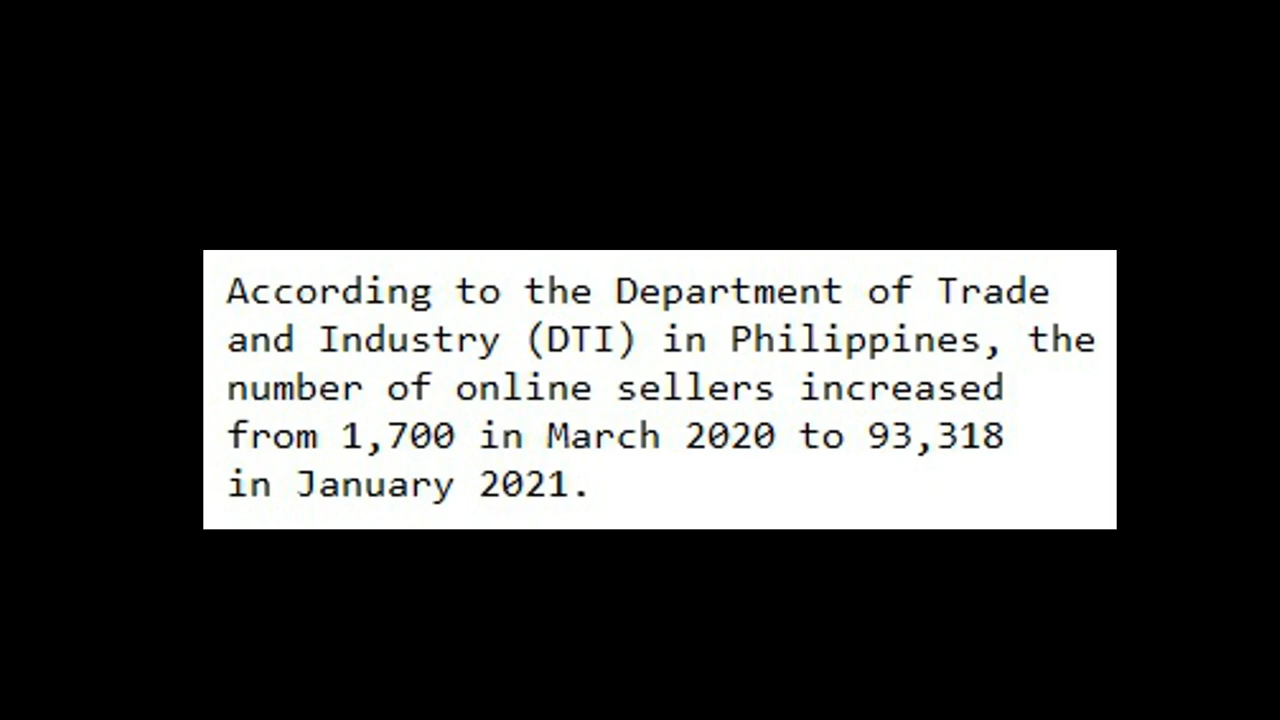 According to the Department of Trade
and Industry (DTI) in Philippines, the
number of online sellers increased
from 1,700 in March 2020 to 93,318
in January 2021.